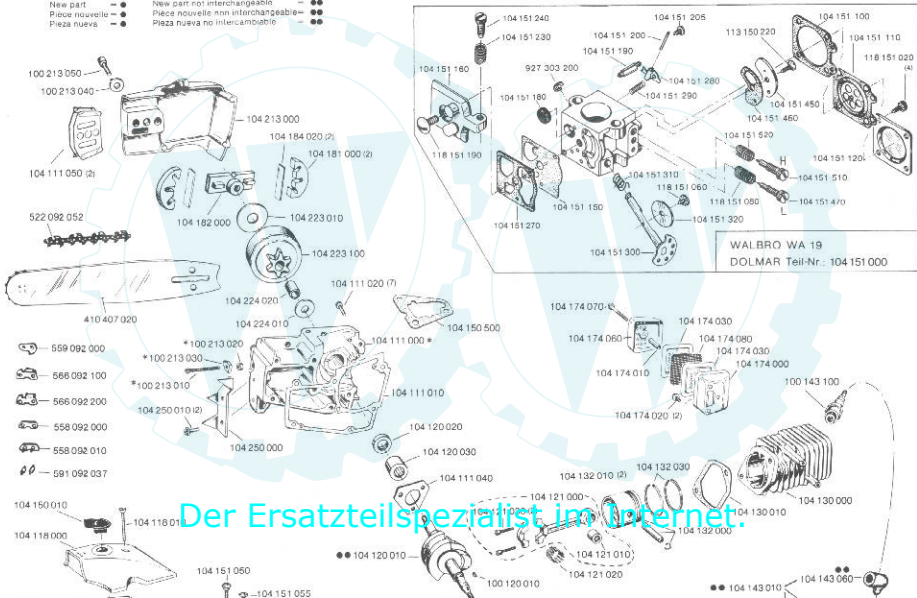 New part – ●
Pièce nouvelle – ●
Pieza nueva – ●
New part not interchangeable – ●●
Pièce nouvelle non interchangeable – ●●
Pieza nueva no intercambiable – ●●
100 213 050
100 213 040
104 213 000
104 111 050 (2)
104 184 020 (2)
104 181 000 (2)
104 182 000
104 223 010
522 092 052
104 223 100
410 407 020
104 224 020
104 224 010
104 111 020 (7)
104 150 500
559 092 000
566 092 100
566 092 200
558 092 000
558 092 010
591 092 037
*100 213 020
*100 213 030
*100 213 010
104 250 010 (2)
104 250 000
104 111 000*
104 111 010
104 120 020
104 120 030
104 111 040
104 150 010
104 118 000
104 118 010
104 151 050
104 151 055
●● 104 120 010
100 120 010
104 151 240
104 151 230
104 151 160
118 151 190
927 303 200
104 151 180
104 151 190
104 151 200
104 151 205
104 151 280
104 151 290
113 150 220
104 151 100
104 151 110
118 151 020
(4)
104 151 450
104 151 460
104 151 120
104 151 520
H
104 151 510
118 151 080
104 151 470
L
104 151 270
104 151 150
104 151 310
118 151 060
104 151 320
104 151 300
WALBRO WA 19
DOLMAR Teil-Nr.: 104 151 000
104 174 070
104 174 060
104 174 010
104 174 030
104 174 080
104 174 030
104 174 000
104 174 020 (2)
100 143 100
104 132 010 (2)
104 132 030
104 121 000
104 130 010
104 130 000
104 132 000
104 121 010
104 121 020
●● 104 143 010
●●
104 143 060
Der Ersatzteilspezialist im Internet.